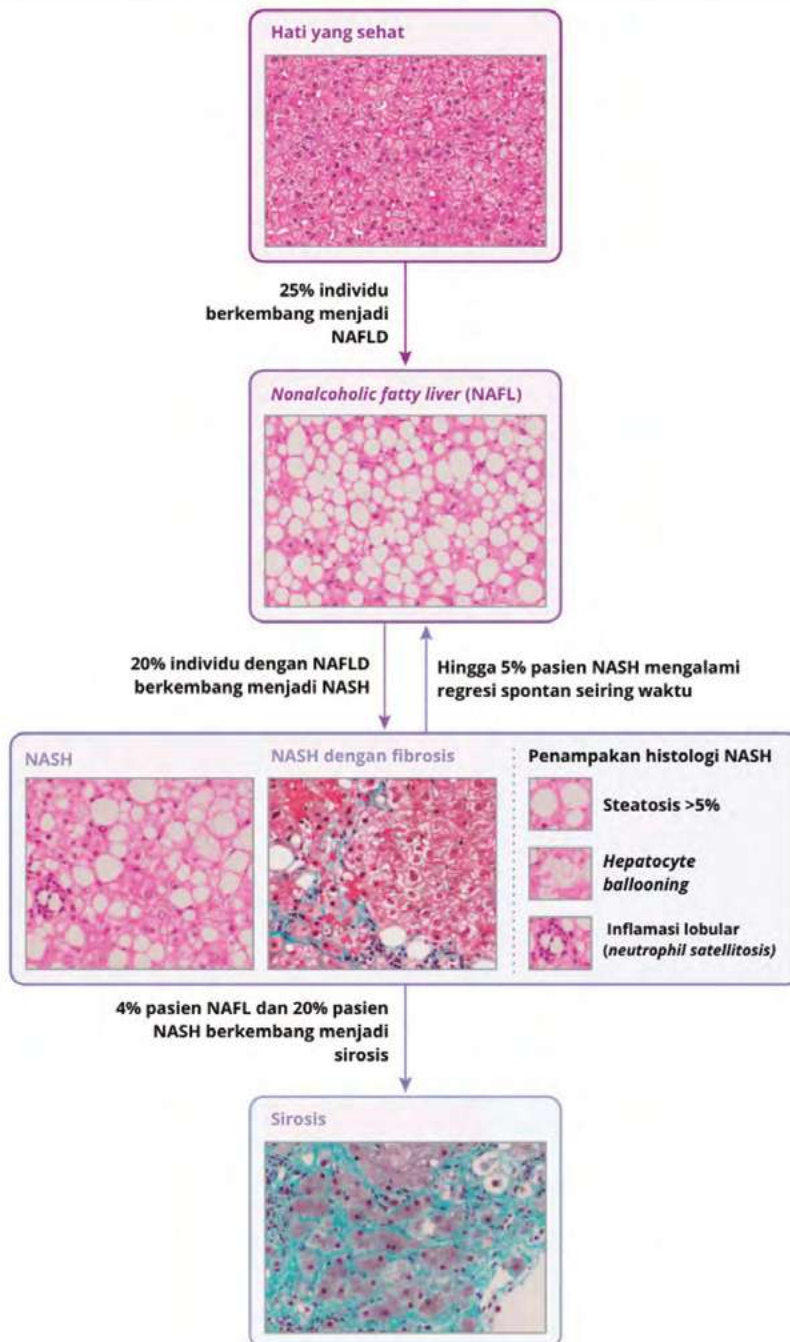 Hati yang sehat
25% individu
berkembang menjadi
NAFLD
Nonalcoholic fatty liver (NAFL)
20% individu dengan NAFLD
berkembang menjadi NASH
Hingga 5% pasien NASH mengalami
regresi spontan seiring waktu
NASH
NASH dengan fibrosis
Penampakan histologi NASH
Steatosis >5%
Hepatocyte
ballooning
Inflamasi lobular
(neutrophil satellitosis)
4% pasien NAFL dan 20% pasien
NASH berkembang menjadi
sirosis
Sirosis